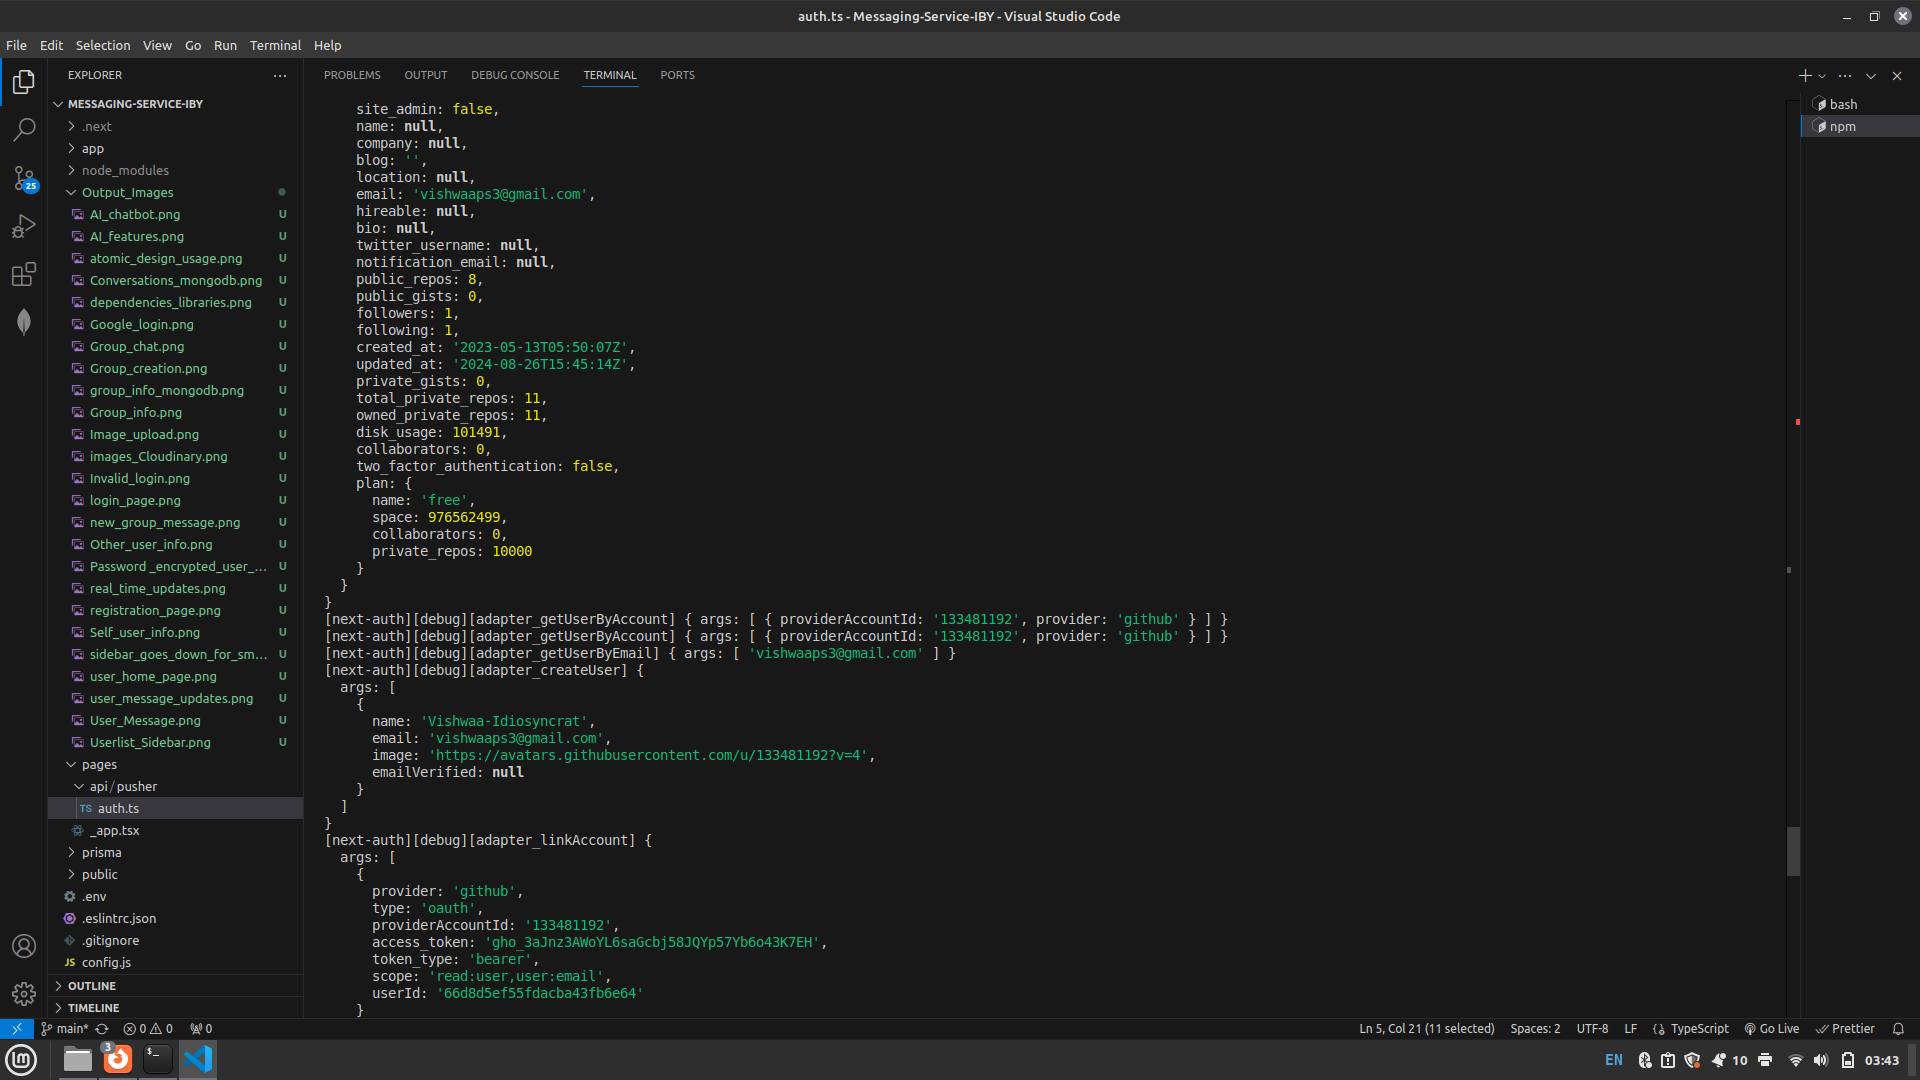 auth.ts - Messaging-Service-IBY - Visual Studio Code
File Edit Selection View Go Run Terminal Help
EXPLORER
MESSAGING-SERVICE-IBY
.next
app
node_modules
Output_Images
AI_chatbot.png U
AI_features.png U
atomic_design_usage.png U
Conversations_mongodb.png U
dependencies_libraries.png U
Google_login.png U
Group_chat.png U
Group_creation.png U
group_info_mongodb.png U
Group_info.png U
Image_upload.png U
images_Cloudinary.png U
Invalid_login.png U
login_page.png U
new_group_message.png U
Other_user_info.png U
Password _encrypted_user_... U
real_time_updates.png U
registration_page.png U
Self_user_info.png U
sidebar_goes_down_for_sm... U
user_home_page.png U
user_message_updates.png U
User_Message.png U
Userlist_Sidebar.png U
pages
api/pusher
TS auth.ts
_app.tsx
prisma
public
.env
.eslintrc.json
.gitignore
JS config.js
OUTLINE
TIMELINE
25
PROBLEMS OUTPUT DEBUG CONSOLE TERMINAL PORTS
site_admin: false,
name: null,
company: null,
blog: '',
location: null,
email: 'vishwaaps3@gmail.com',
hireable: null,
bio: null,
twitter_username: null,
notification_email: null,
public_repos: 8,
public_gists: 0,
followers: 1,
following: 1,
created_at: '2023-05-13T05:50:07Z',
updated_at: '2024-08-26T15:45:14Z',
private_gists: 0,
total_private_repos: 11,
owned_private_repos: 11,
disk_usage: 101491,
collaborators: 0,
two_factor_authentication: false,
plan: {
name: 'free',
space: 976562499,
collaborators: 0,
private_repos: 10000
}
}
}
[next-auth][debug][adapter_getUserByAccount] { args: [ { providerAccountId: '133481192', provider: 'github' } ] }
[next-auth][debug][adapter_getUserByAccount] { args: [ { providerAccountId: '133481192', provider: 'github' } ] }
[next-auth][debug][adapter_getUserByEmail] { args: [ 'vishwaaps3@gmail.com' ] }
[next-auth][debug][adapter_createUser] {
args: [
{
name: 'Vishwaa-Idiosyncrat',
email: 'vishwaaps3@gmail.com',
image: 'https://avatars.githubusercontent.com/u/133481192?v=4',
emailVerified: null
}
]
}
[next-auth][debug][adapter_linkAccount] {
args: [
{
provider: 'github',
type: 'oauth',
providerAccountId: '133481192',
access_token: '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',
token_type: 'bearer',
scope: 'read:user,user:email',
userId: '66d8d5ef55fdacba43fb6e64'
}
bash
npm
main* 0 0 0
Ln 5, Col 21 (11 selected) Spaces: 2 UTF-8 LF TypeScript Go Live Prettier
3
EN 10 03:43